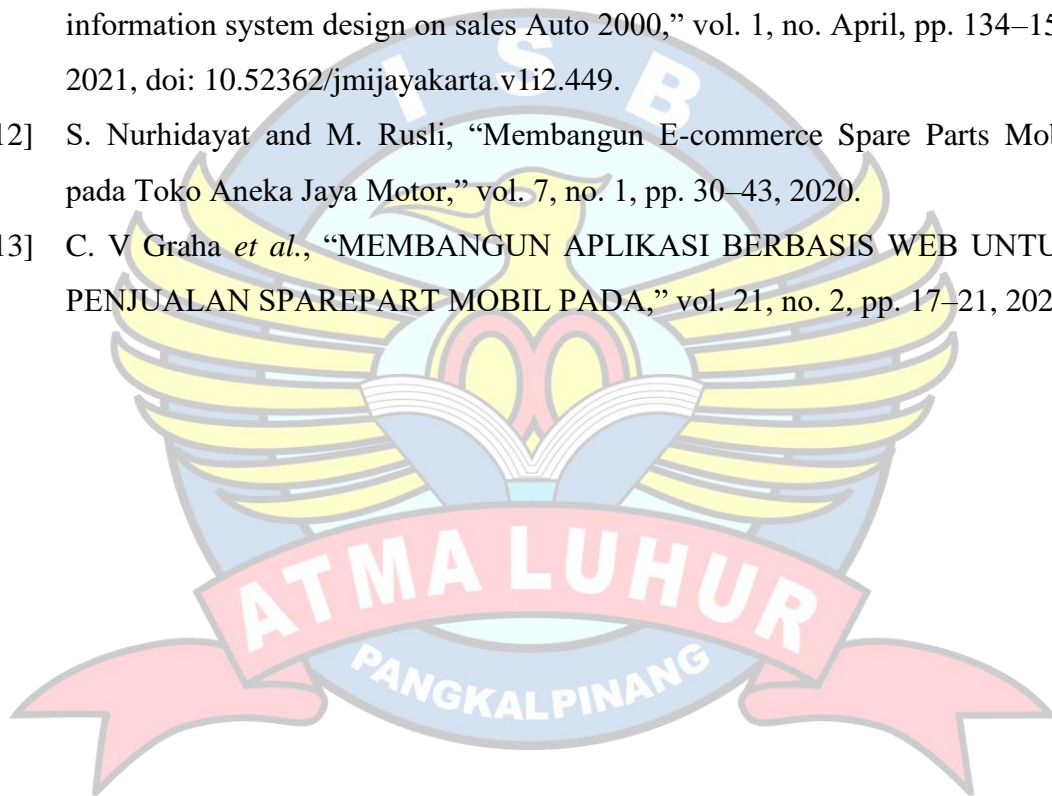 information system design on sales Auto 2000,” vol. 1, no. April, pp. 134–15
2021, doi: 10.52362/jmijayakarta.v1i2.449.
12] S. Nurhidayat and M. Rusli, “Membangun E-commerce Spare Parts Mob
pada Toko Aneka Jaya Motor,” vol. 7, no. 1, pp. 30–43, 2020.
13] C. V Graha et al., “MEMBANGUN APLIKASI BERBASIS WEB UNTU
PENJUALAN SPAREPART MOBIL PADA,” vol. 21, no. 2, pp. 17–21, 202
I S B
ATMA LUHUR
PANGKALPINANG